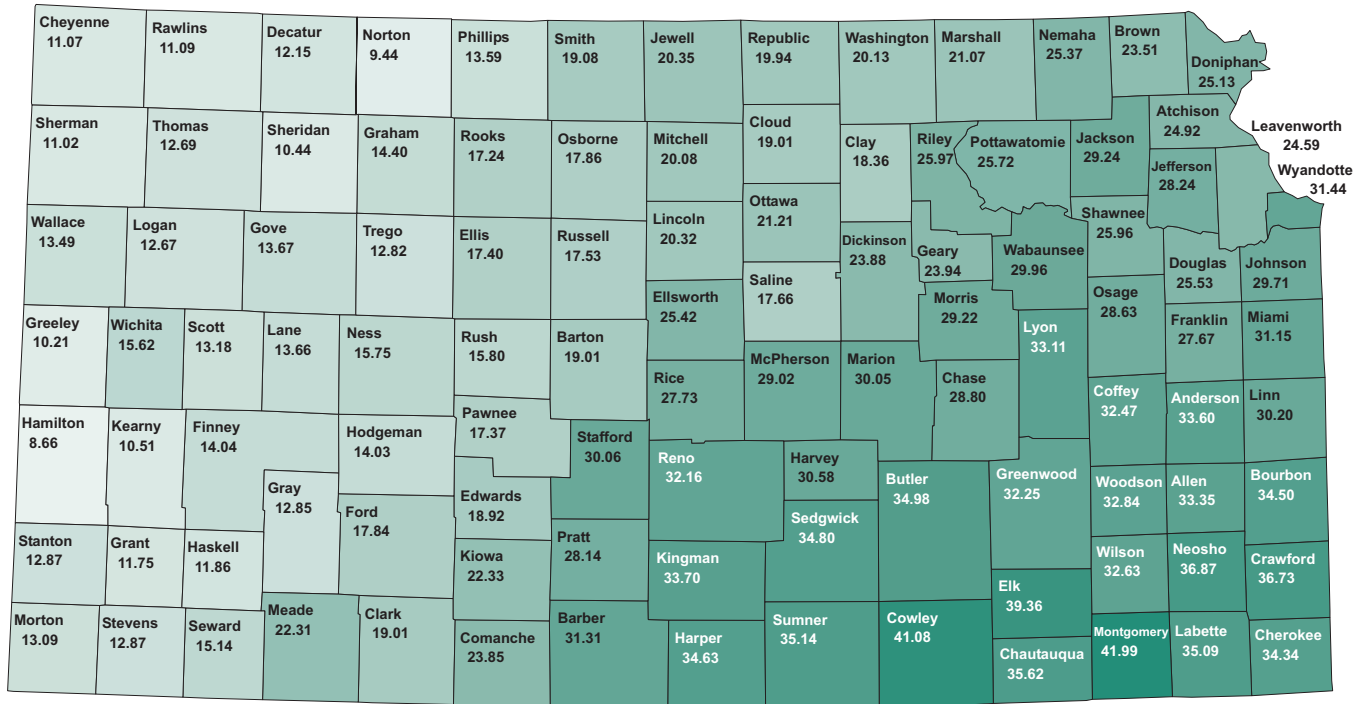 Cheyenne
11.07
Rawlins
11.09
Decatur
12.15
Norton
9.44
Phillips
13.59
Smith
19.08
Jewell
20.35
Republic
19.94
Washington
20.13
Marshall
21.07
Nemaha
25.37
Brown
23.51
Doniphan
25.13
Sherman
11.02
Thomas
12.69
Sheridan
10.44
Graham
14.40
Rooks
17.24
Osborne
17.86
Mitchell
20.08
Cloud
19.01
Clay
18.36
Riley
25.97
Pottawatomie
25.72
Jackson
29.24
Atchison
24.92
Leavenworth
24.59
Jefferson
28.24
Wyandotte
31.44
Wallace
13.49
Logan
12.67
Gove
13.67
Trego
12.82
Ellis
17.40
Russell
17.53
Lincoln
20.32
Ottawa
21.21
Dickinson
23.88
Geary
23.94
Wabaunsee
29.96
Shawnee
25.96
Douglas
25.53
Johnson
29.71
Saline
17.66
Ellsworth
25.42
Morris
29.22
Osage
28.63
Greeley
10.21
Wichita
15.62
Scott
13.18
Lane
13.66
Ness
15.75
Rush
15.80
Barton
19.01
Lyon
33.11
Franklin
27.67
Miami
31.15
Rice
27.73
McPherson
29.02
Marion
30.05
Chase
28.80
Coffey
32.47
Anderson
33.60
Linn
30.20
Hamilton
8.66
Kearny
10.51
Finney
14.04
Hodgeman
14.03
Pawnee
17.37
Stafford
30.06
Reno
32.16
Harvey
30.58
Butler
34.98
Greenwood
32.25
Woodson
32.84
Allen
33.35
Bourbon
34.50
Gray
12.85
Ford
17.84
Edwards
18.92
Sedgwick
34.80
Stanton
12.87
Grant
11.75
Haskell
11.86
Kiowa
22.33
Pratt
28.14
Kingman
33.70
Wilson
32.63
Neosho
36.87
Crawford
36.73
Elk
39.36
Morton
13.09
Stevens
12.87
Seward
15.14
Meade
22.31
Clark
19.01
Comanche
23.85
Barber
31.31
Harper
34.63
Sumner
35.14
Cowley
41.08
Chautauqua
35.62
Montgomery
41.99
Labette
35.09
Cherokee
34.34